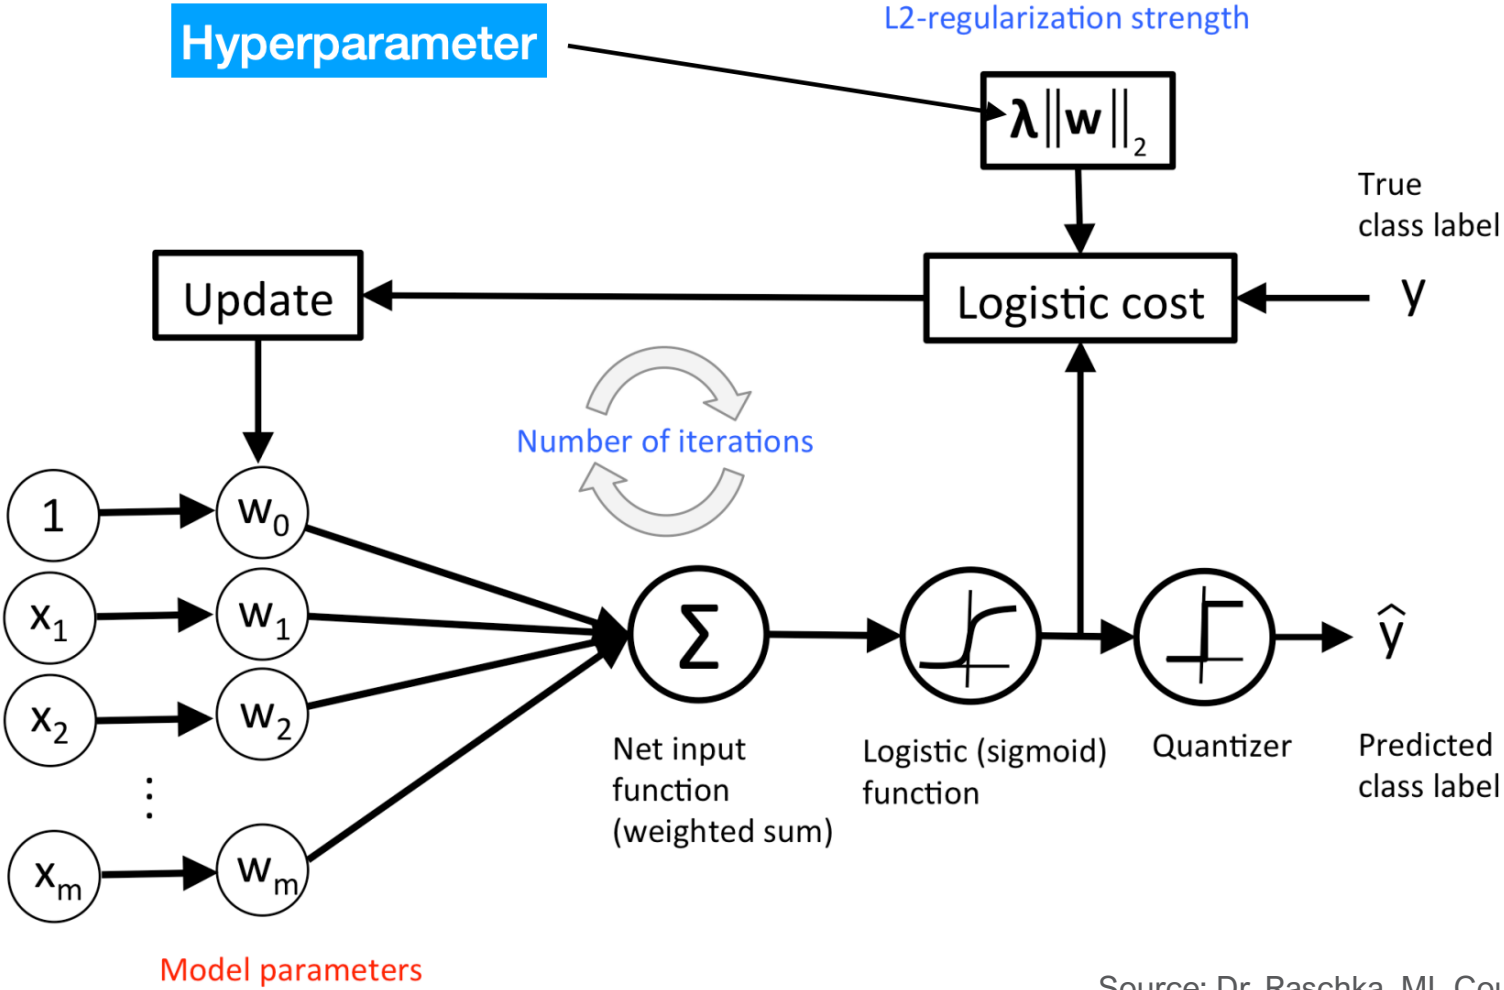 Hyperparameter
L2-regularization strength
λ||w||₂
True
class label
Update
Logistic cost
y
Number of iterations
1
w₀
x₁
w₁
x₂
w₂
⋮
xₘ
wₘ
Σ
ŷ
Net input
function
(weighted sum)
Logistic (sigmoid)
function
Quantizer
Predicted
class label
Model parameters
Source: Dr. Raschka, ML